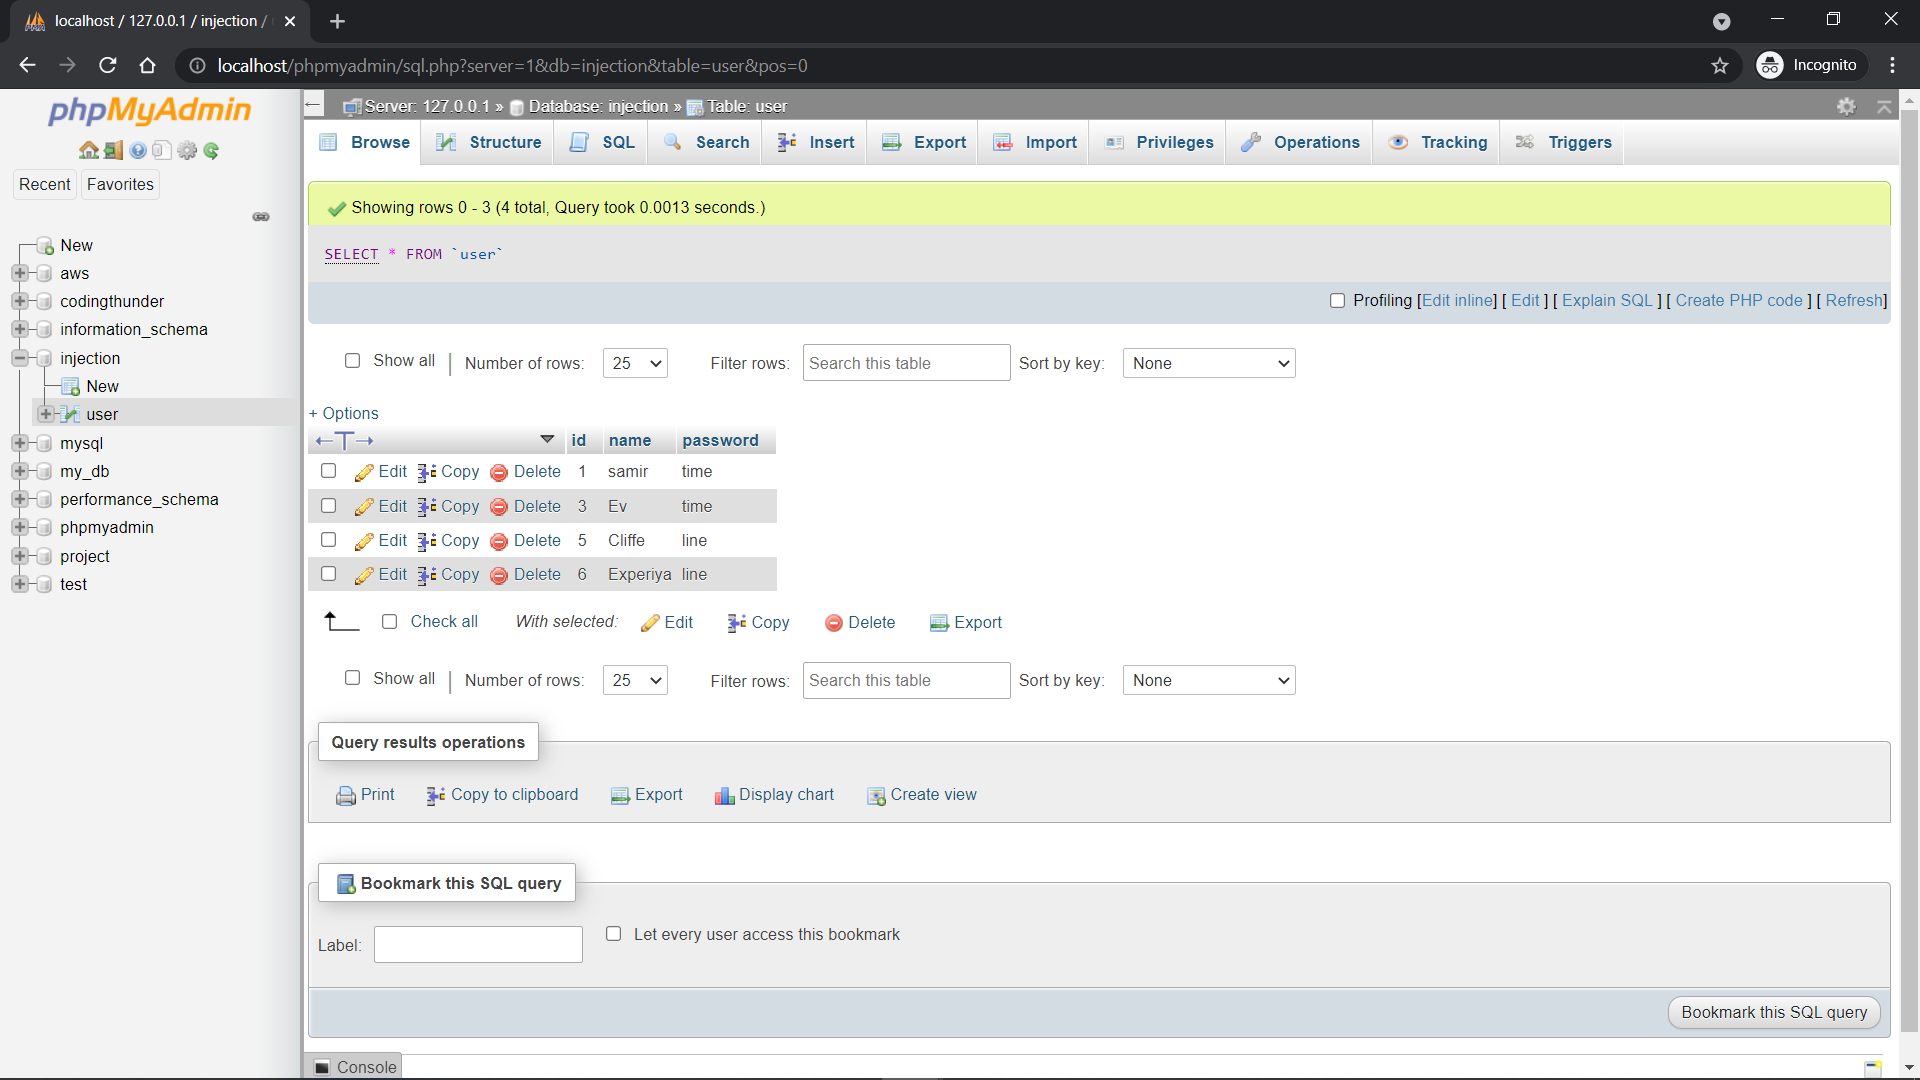 localhost / 127.0.0.1 / injection /
localhost/phpmyadmin/sql.php?server=1&db=injection&table=user&pos=0
Incognito
phpMyAdmin
Recent Favorites
New
aws
codingthunder
information_schema
injection
New
user
mysql
my_db
performance_schema
phpmyadmin
project
test
Server: 127.0.0.1 » Database: injection » Table: user
Browse Structure SQL Search Insert Export Import Privileges Operations Tracking Triggers
Showing rows 0 - 3 (4 total, Query took 0.0013 seconds.)
SELECT * FROM `user`
Profiling [Edit inline] [ Edit ] [ Explain SQL ] [ Create PHP code ] [ Refresh]
Show all | Number of rows: 25 Filter rows: Search this table Sort by key: None
+ Options
←T→ id name password
Edit Copy Delete 1 samir time
Edit Copy Delete 3 Ev time
Edit Copy Delete 5 Cliffe line
Edit Copy Delete 6 Experiya line
Check all With selected: Edit Copy Delete Export
Show all | Number of rows: 25 Filter rows: Search this table Sort by key: None
Query results operations
Print Copy to clipboard Export Display chart Create view
Bookmark this SQL query
Label: Let every user access this bookmark
Bookmark this SQL query
Console